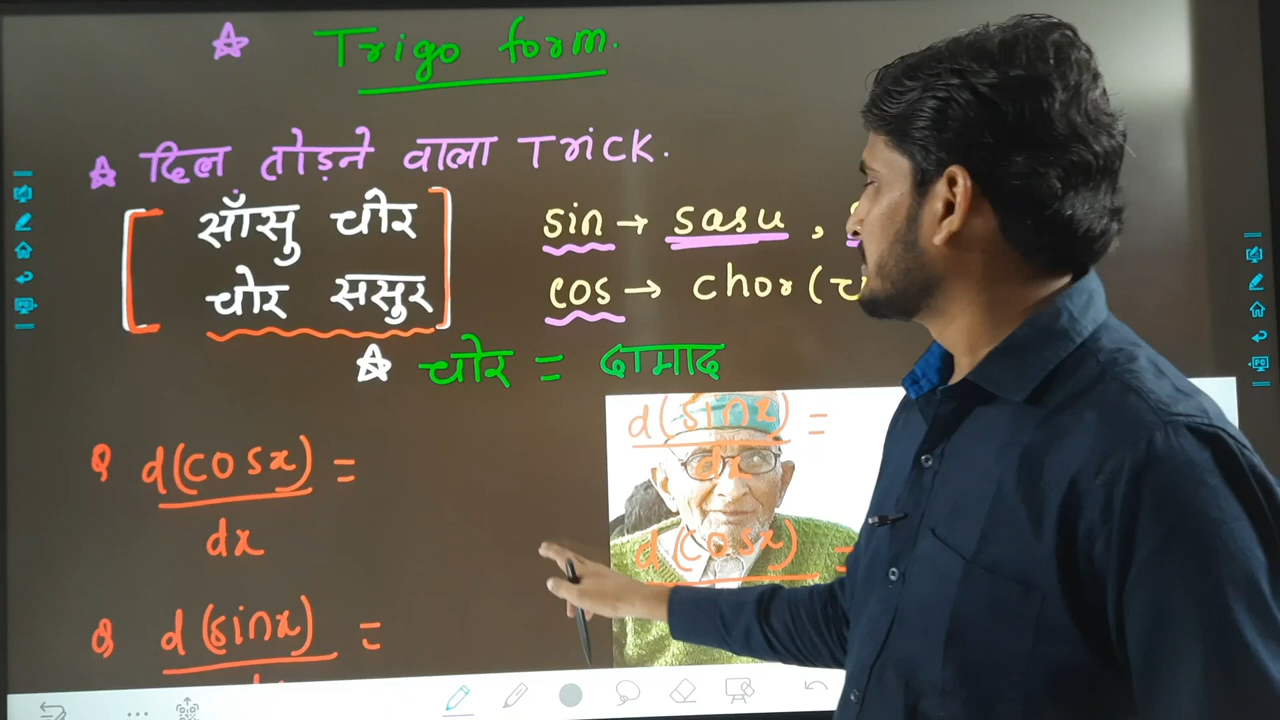 Trigo form.
दिल तोड़ने वाला Trick.
साँसु चोर
चोर ससुर
sin → sasu ,
cos → chor (च
चोर = दामाद
Q d(cosx) =
dx
Q d(sinx) =
d(sinx) =
dx
d(cosx) =